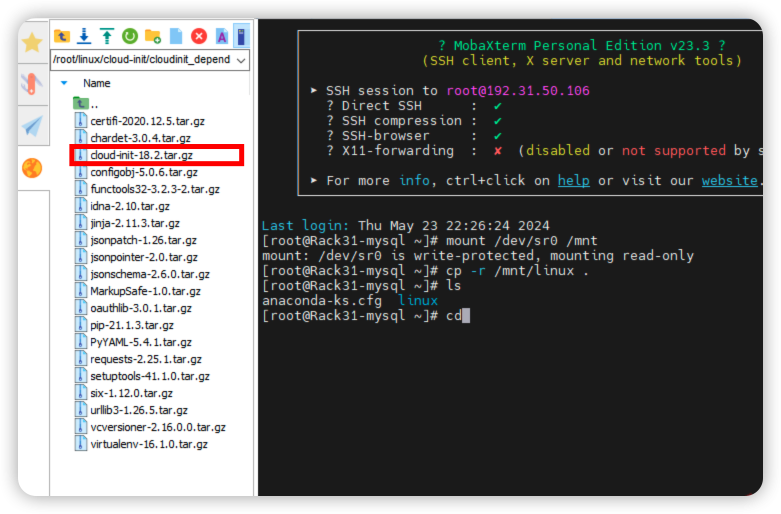 /root/linux/cloud-init/cloudinit_depend
Name
..
certifi-2020.12.5.tar.gz
chardet-3.0.4.tar.gz
cloud-init-18.2.tar.gz
configobj-5.0.6.tar.gz
functools32-3.2.3-2.tar.gz
idna-2.10.tar.gz
jinja-2.11.3.tar.gz
jsonpatch-1.26.tar.gz
jsonpointer-2.0.tar.gz
jsonschema-2.6.0.tar.gz
MarkupSafe-1.0.tar.gz
oauthlib-3.0.1.tar.gz
pip-21.1.3.tar.gz
PyYAML-5.4.1.tar.gz
requests-2.25.1.tar.gz
setuptools-41.1.0.tar.gz
six-1.12.0.tar.gz
urllib3-1.26.5.tar.gz
vcversioner-2.16.0.0.tar.gz
virtualenv-16.1.0.tar.gz
? MobaXterm Personal Edition v23.3 ?
(SSH client, X server and network tools)
➤ SSH session to root@192.31.50.106
? Direct SSH : ✔
? SSH compression : ✔
? SSH-browser : ✔
? X11-forwarding : ✘ (disabled or not supported by s
➤ For more info, ctrl+click on help or visit our website.
Last login: Thu May 23 22:26:24 2024
[root@Rack31-mysql ~]# mount /dev/sr0 /mnt
mount: /dev/sr0 is write-protected, mounting read-only
[root@Rack31-mysql ~]# cp -r /mnt/linux .
[root@Rack31-mysql ~]# ls
anaconda-ks.cfg linux
[root@Rack31-mysql ~]# cd